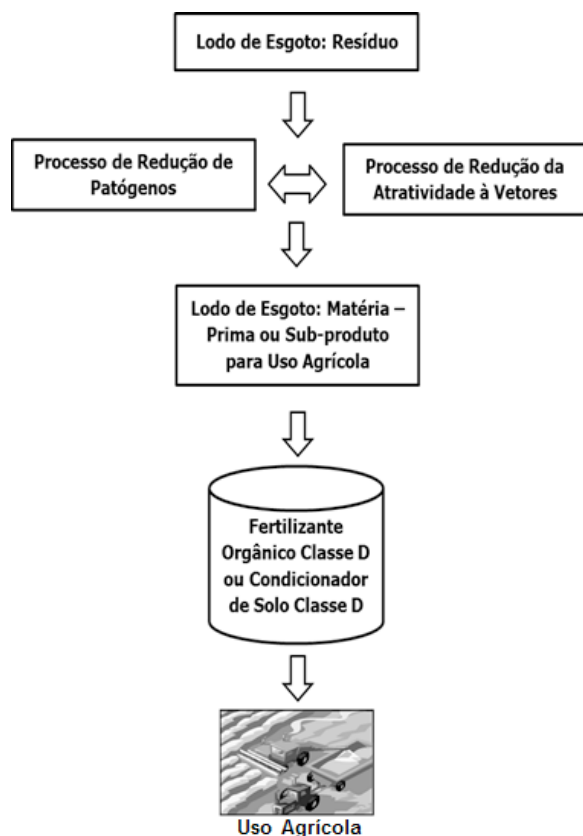 Lodo de Esgoto: Resíduo
Processo de Redução de
Patógenos
Processo de Redução da
Atratividade à Vetores
Lodo de Esgoto: Matéria –
Prima ou Sub-produto
para Uso Agrícola
Fertilizante
Orgânico Classe D
ou Condicionador
de Solo Classe D
Uso Agrícola